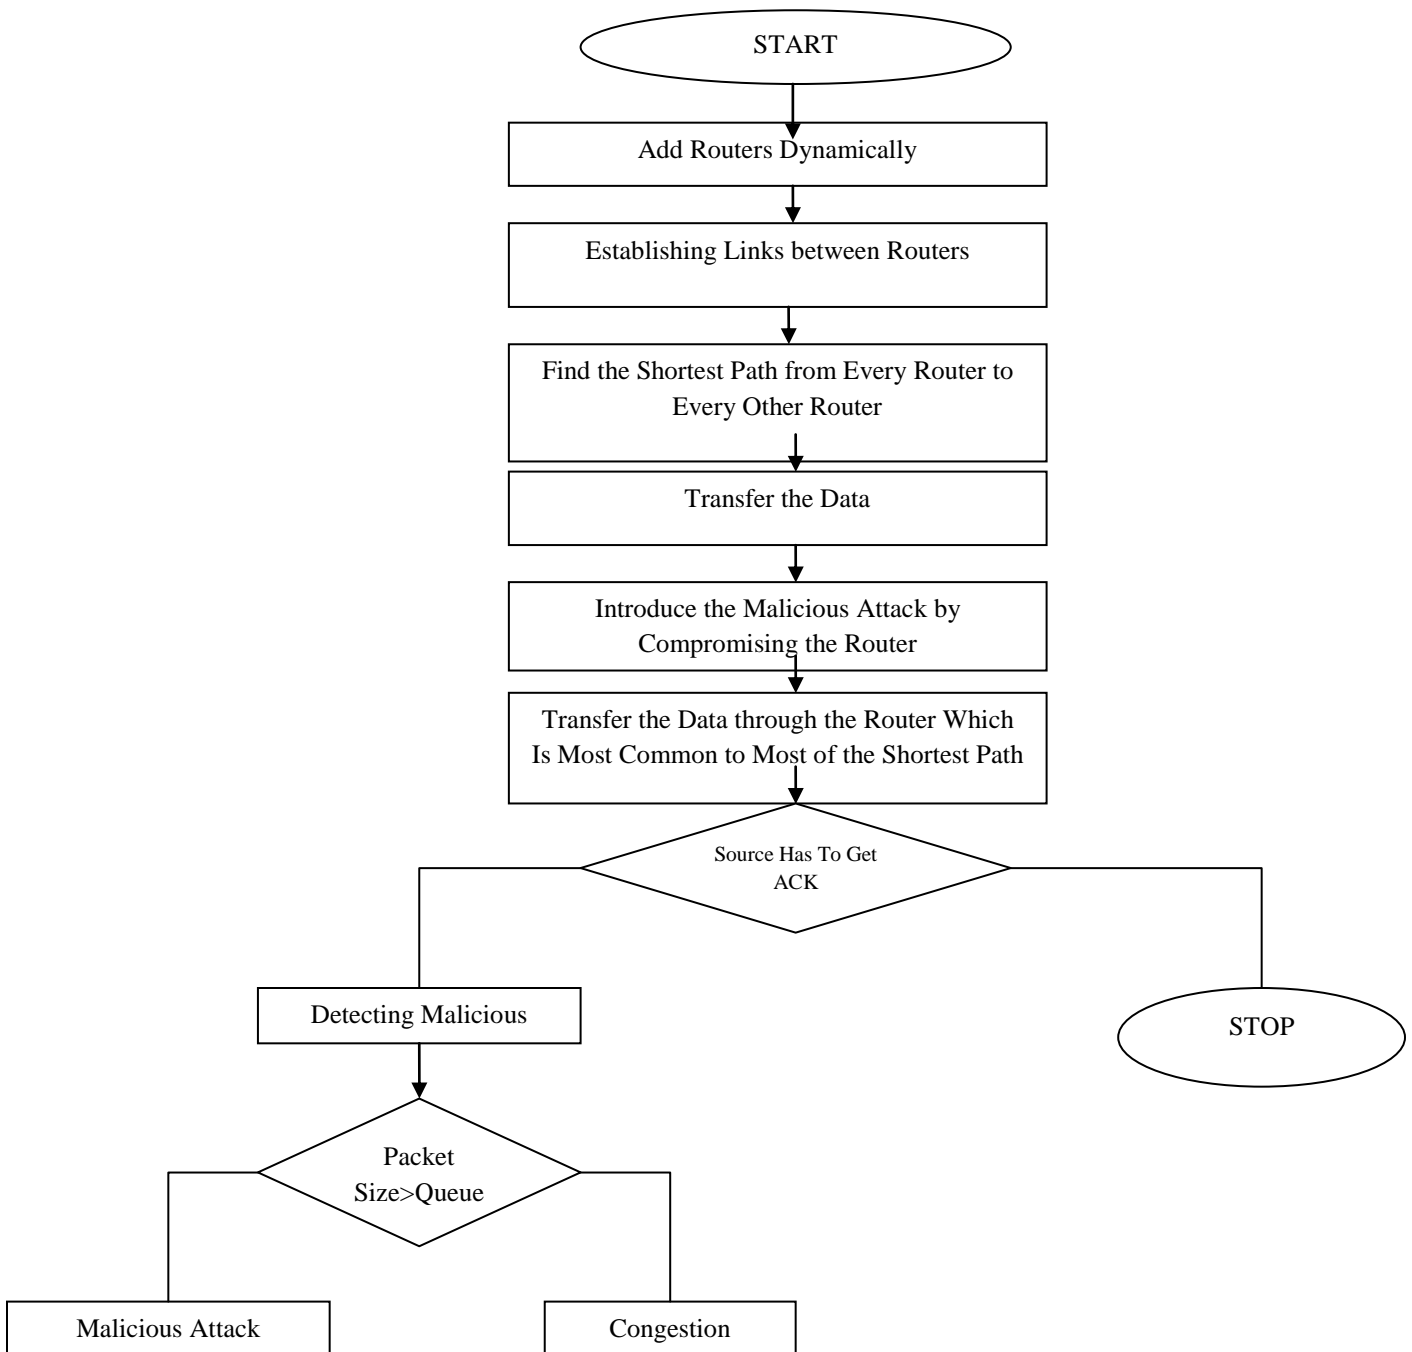 START
Add Routers Dynamically
Establishing Links between Routers
Find the Shortest Path from Every Router to
Every Other Router
Transfer the Data
Introduce the Malicious Attack by
Compromising the Router
Transfer the Data through the Router Which
Is Most Common to Most of the Shortest Path
Source Has To Get
ACK
Detecting Malicious
STOP
Packet
Size>Queue
Malicious Attack
Congestion